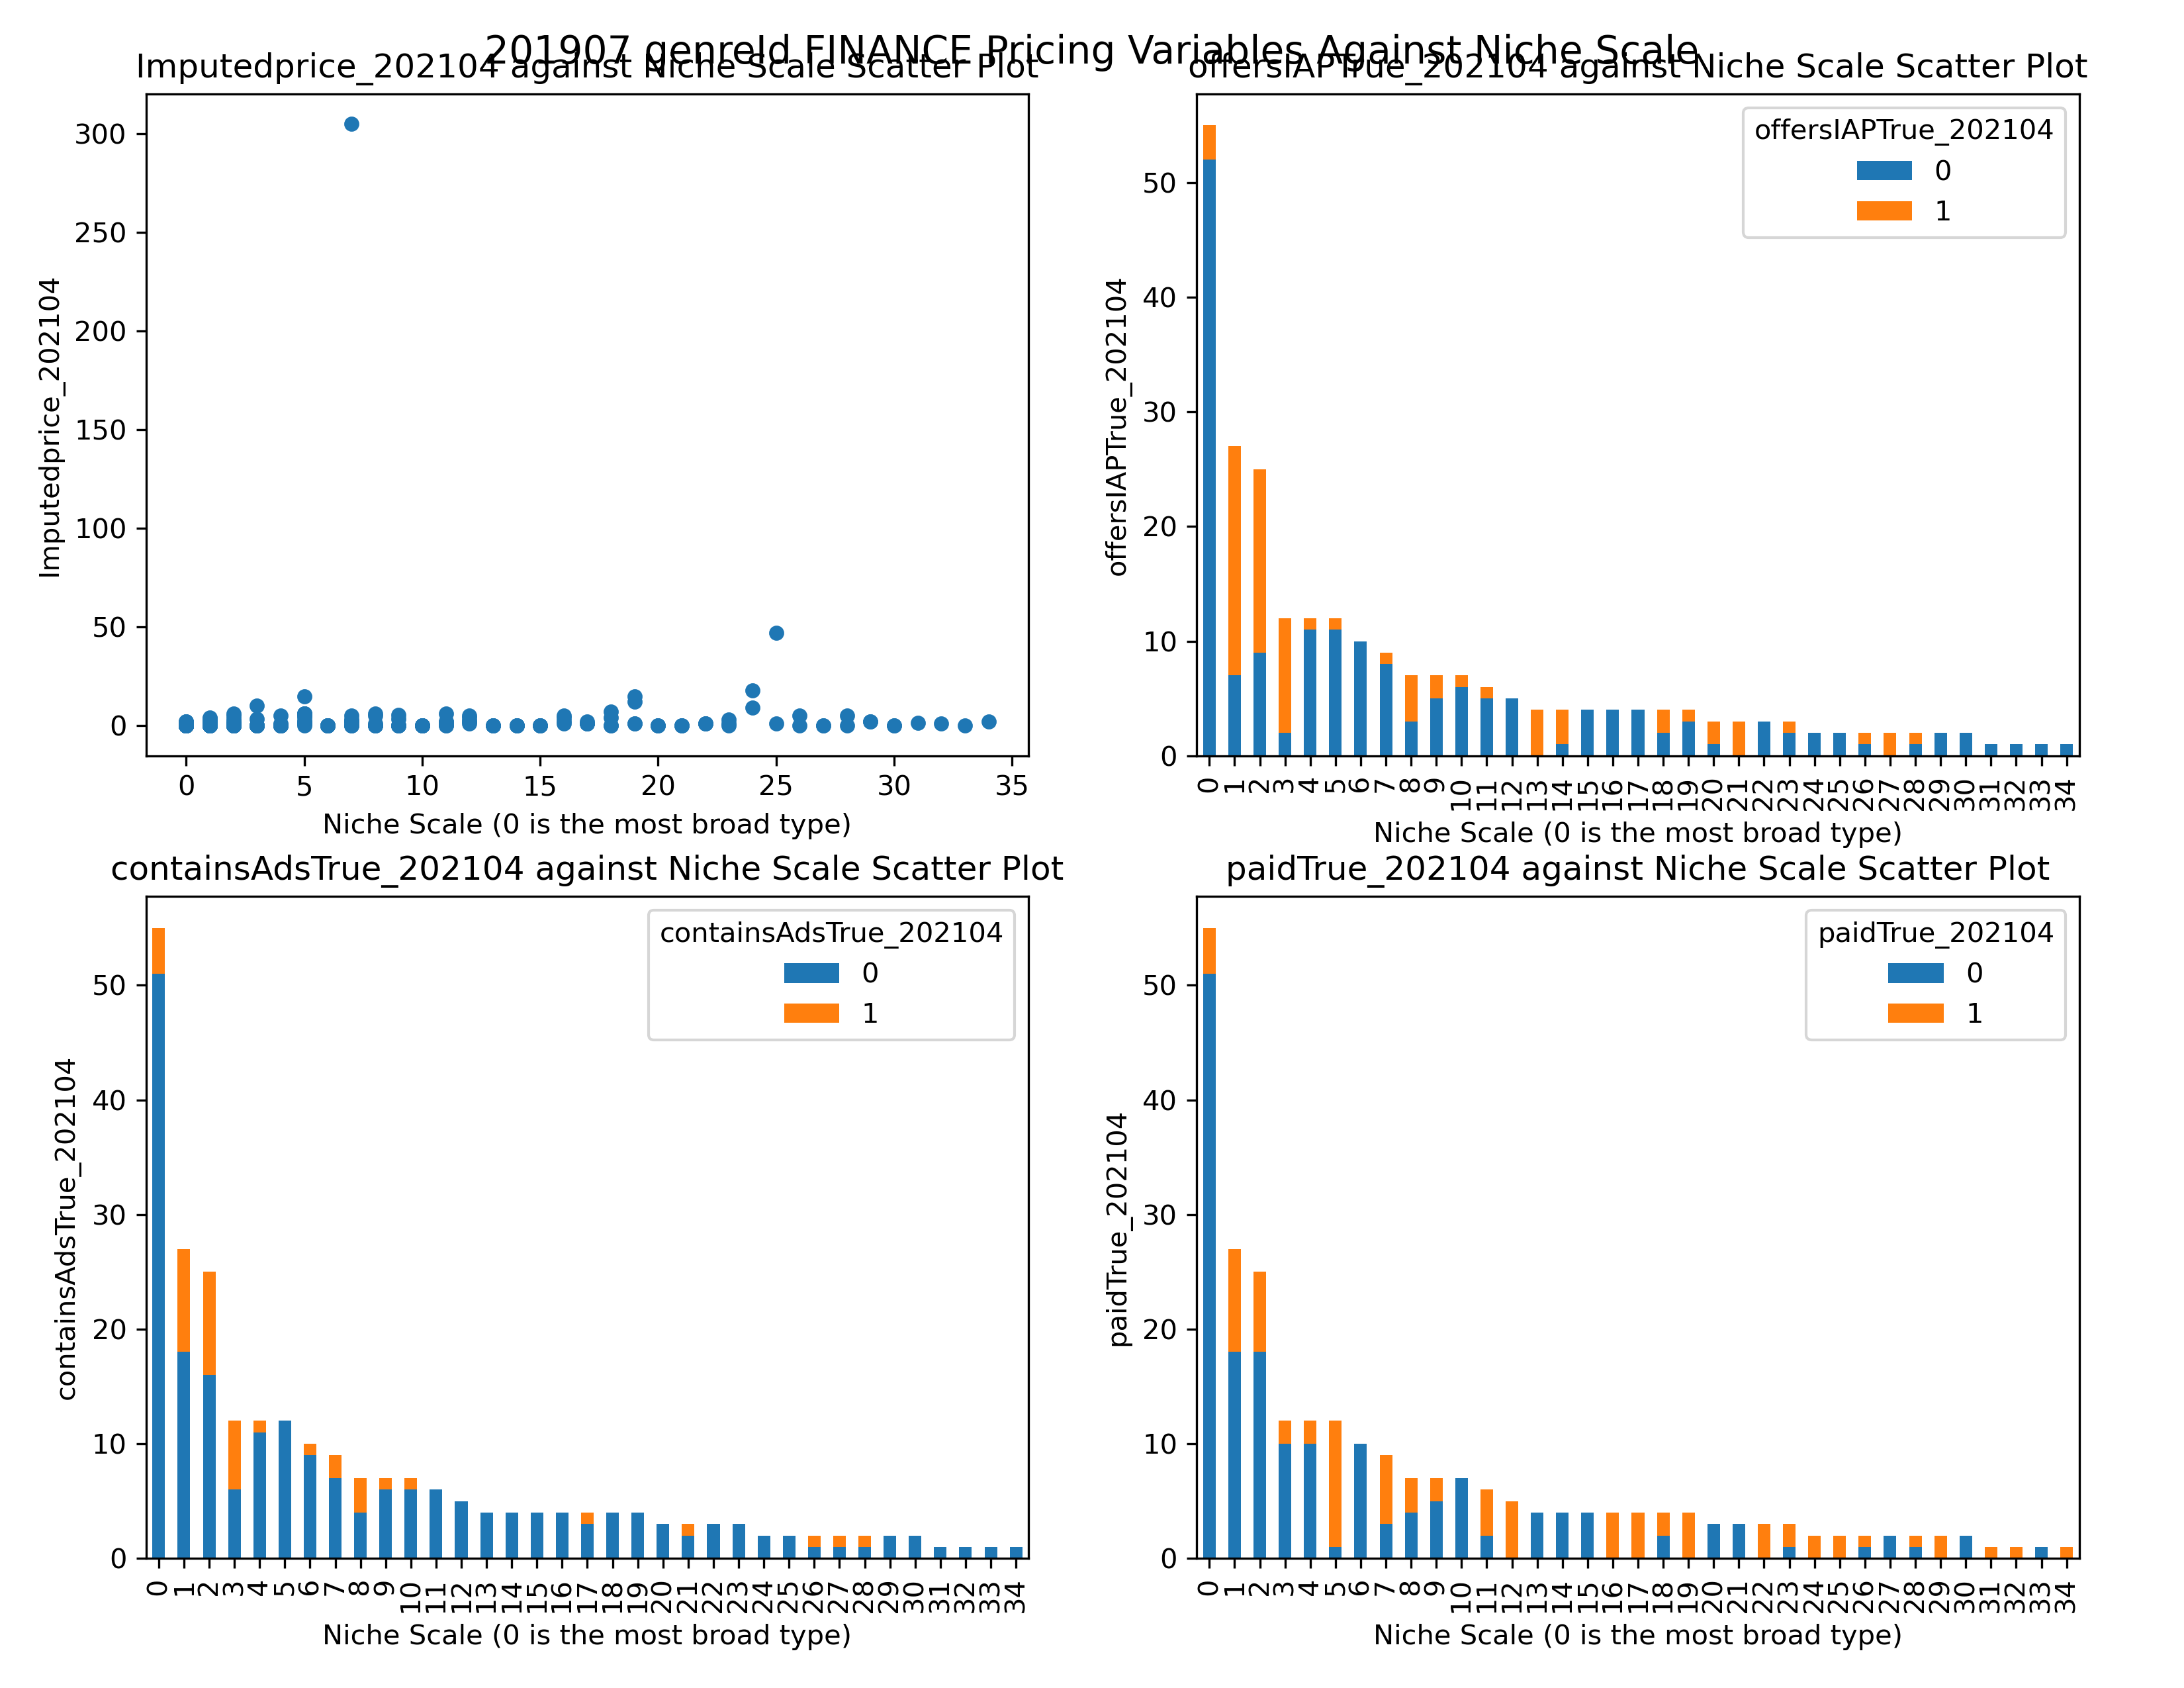 201907 genreId FINANCE Pricing Variables Against Niche Scale
Imputedprice_202104 against Niche Scale Scatter Plot
Imputedprice_202104
300
250
200
150
100
50
0
0 5 10 15 20 25 30 35
Niche Scale (0 is the most broad type)
offersIAPTrue_202104 against Niche Scale Scatter Plot
offersIAPTrue_202104
0
1
offersIAPTrue_202104
50
40
30
20
10
0
0 1 2 3 4 5 6 7 8 9 10 11 12 13 14 15 16 17 18 19 20 21 22 23 24 25 26 27 28 29 30 31 32 33 34
Niche Scale (0 is the most broad type)
containsAdsTrue_202104 against Niche Scale Scatter Plot
containsAdsTrue_202104
0
1
containsAdsTrue_202104
50
40
30
20
10
0
0 1 2 3 4 5 6 7 8 9 10 11 12 13 14 15 16 17 18 19 20 21 22 23 24 25 26 27 28 29 30 31 32 33 34
Niche Scale (0 is the most broad type)
paidTrue_202104 against Niche Scale Scatter Plot
paidTrue_202104
0
1
paidTrue_202104
50
40
30
20
10
0
0 1 2 3 4 5 6 7 8 9 10 11 12 13 14 15 16 17 18 19 20 21 22 23 24 25 26 27 28 29 30 31 32 33 34
Niche Scale (0 is the most broad type)